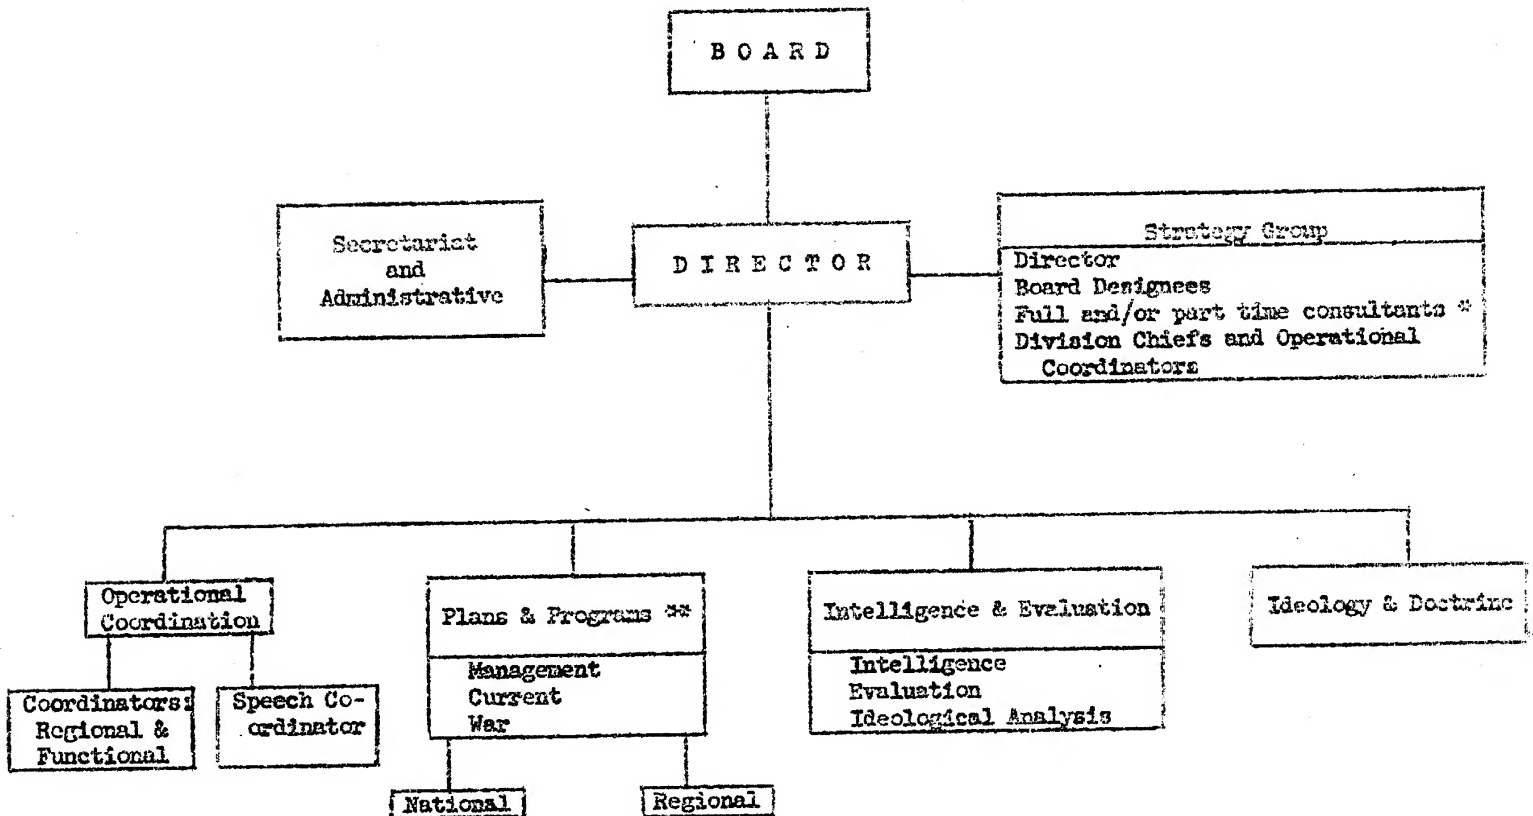 B O A R D
Secretariat
and
Administrative
D I R E C T O R
Strategy Group
Director
Board Designees
Full and/or part time consultants *
Division Chiefs and Operational
Coordinators
Operational
Coordination
Coordinators:
Regional &
Functional
Speech Co-
ordinator
Plans & Programs **
Management
Current
War
National
Regional
Intelligence & Evaluation
Intelligence
Evaluation
Ideological Analysis
Ideology & Doctrine